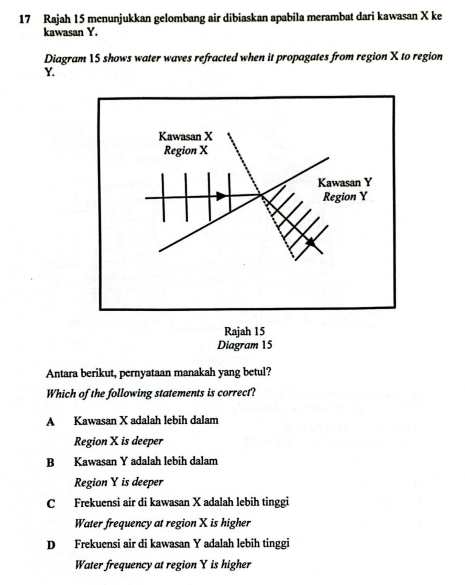 17 Rajah 15 menunjukkan gelombang air dibiaskan apabila merambat dari kawasan X ke
kawasan Y.
Diagram 15 shows water waves refracted when it propagates from region X to region
Y.
Kawasan X
Region X
Kawasan Y
Region Y
Rajah 15
Diagram 15
Antara berikut, pernyataan manakah yang betul?
Which of the following statements is correct?
A Kawasan X adalah lebih dalam
Region X is deeper
B Kawasan Y adalah lebih dalam
Region Y is deeper
C Frekuensi air di kawasan X adalah lebih tinggi
Water frequency at region X is higher
D Frekuensi air di kawasan Y adalah lebih tinggi
Water frequency at region Y is higher